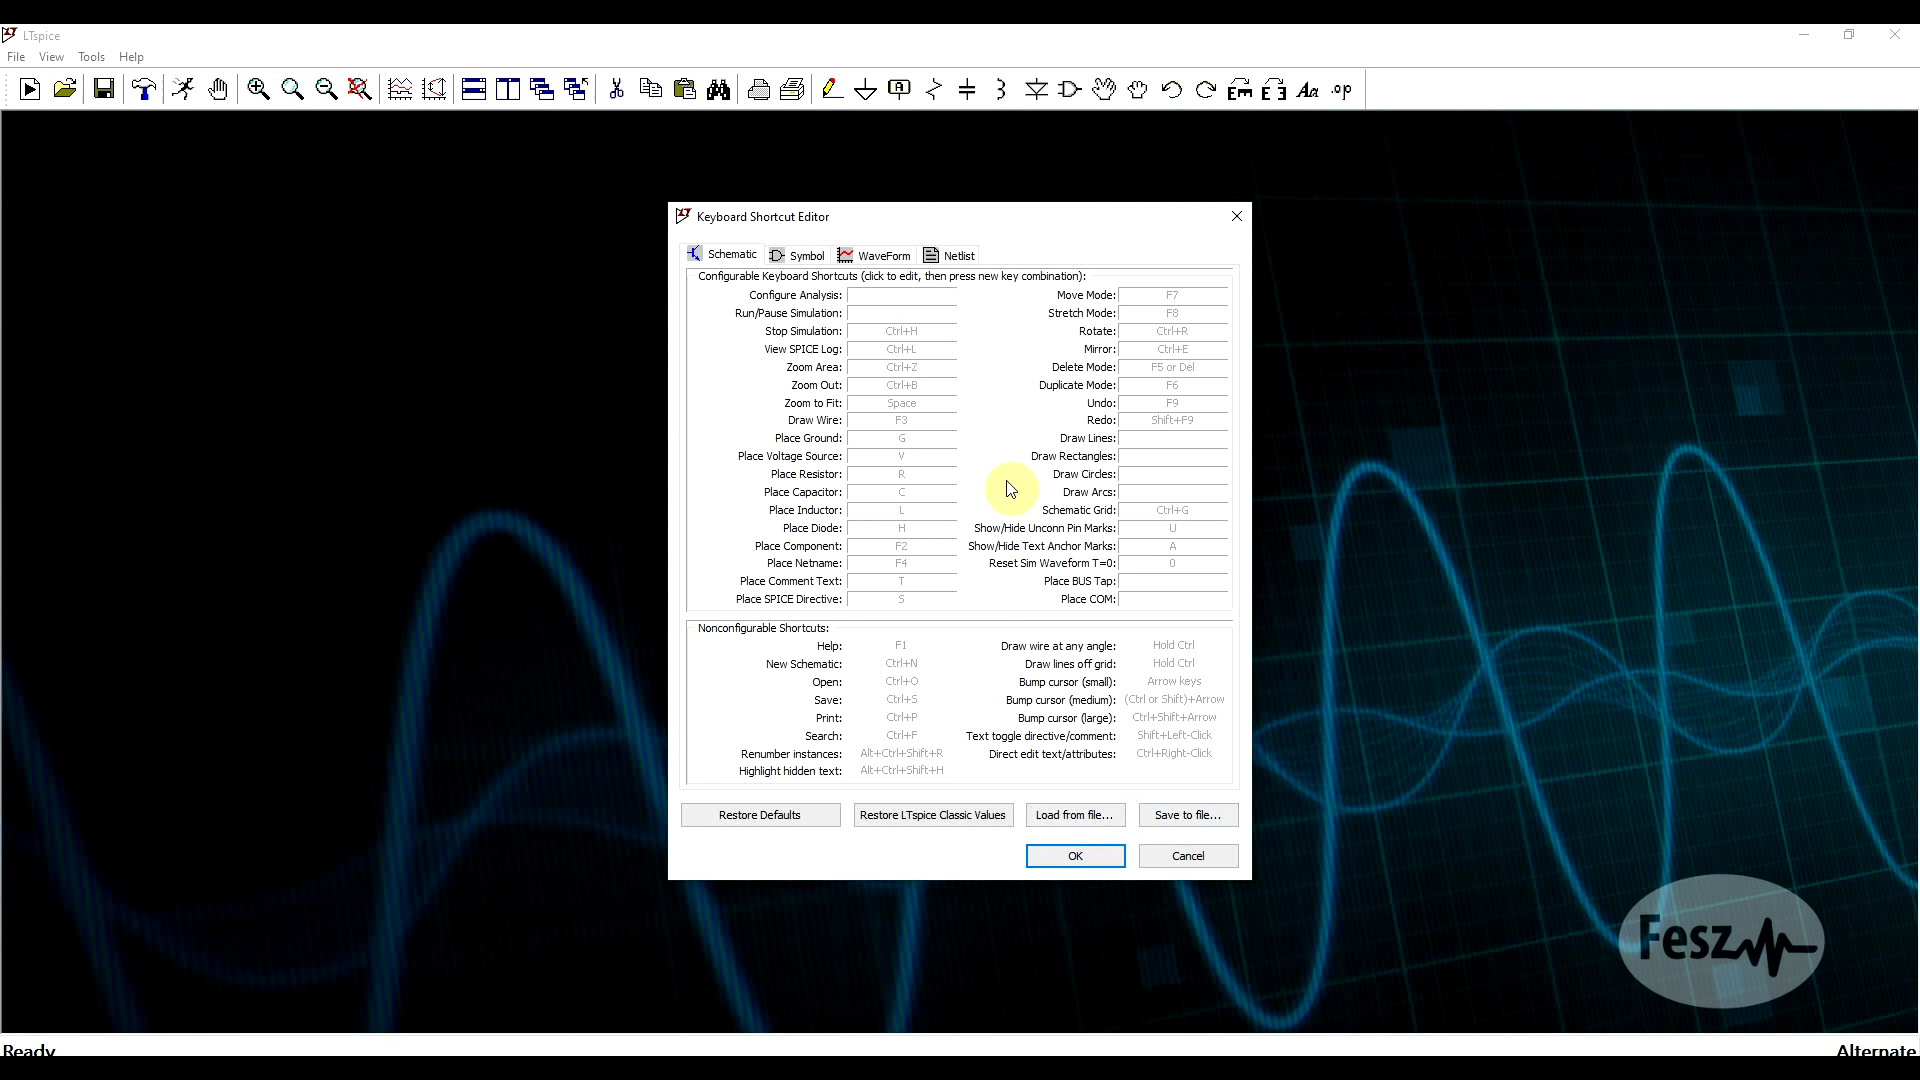 LTspice
File View Tools Help
A
Aa .op
Keyboard Shortcut Editor
Schematic Symbol WaveForm Netlist
Configurable Keyboard Shortcuts (click to edit, then press new key combination):
Configure Analysis: Move Mode: F7
Run/Pause Simulation: Stretch Mode: F8
Stop Simulation: Ctrl+H Rotate: Ctrl+R
View SPICE Log: Ctrl+L Mirror: Ctrl+E
Zoom Area: Ctrl+Z Delete Mode: F5 or Del
Zoom Out: Ctrl+B Duplicate Mode: F6
Zoom to Fit: Space Undo: F9
Draw Wire: F3 Redo: Shift+F9
Place Ground: G Draw Lines:
Place Voltage Source: V Draw Rectangles:
Place Resistor: R Draw Circles:
Place Capacitor: C Draw Arcs:
Place Inductor: L Schematic Grid: Ctrl+G
Place Diode: H Show/Hide Unconn Pin Marks: U
Place Component: F2 Show/Hide Text Anchor Marks: A
Place Netname: F4 Reset Sim Waveform T=0: 0
Place Comment Text: T Place BUS Tap:
Place SPICE Directive: S Place COM:
Nonconfigurable Shortcuts:
Help: F1 Draw wire at any angle: Hold Ctrl
New Schematic: Ctrl+N Draw lines off grid: Hold Ctrl
Open: Ctrl+O Bump cursor (small): Arrow keys
Save: Ctrl+S Bump cursor (medium): (Ctrl or Shift)+Arrow
Print: Ctrl+P Bump cursor (large): Ctrl+Shift+Arrow
Search: Ctrl+F Text toggle directive/comment: Shift+Left-Click
Renumber instances: Alt+Ctrl+Shift+R Direct edit text/attributes: Ctrl+Right-Click
Highlight hidden text: Alt+Ctrl+Shift+H
Restore Defaults Restore LTspice Classic Values Load from file... Save to file...
OK Cancel
Fesz
Ready Alternate